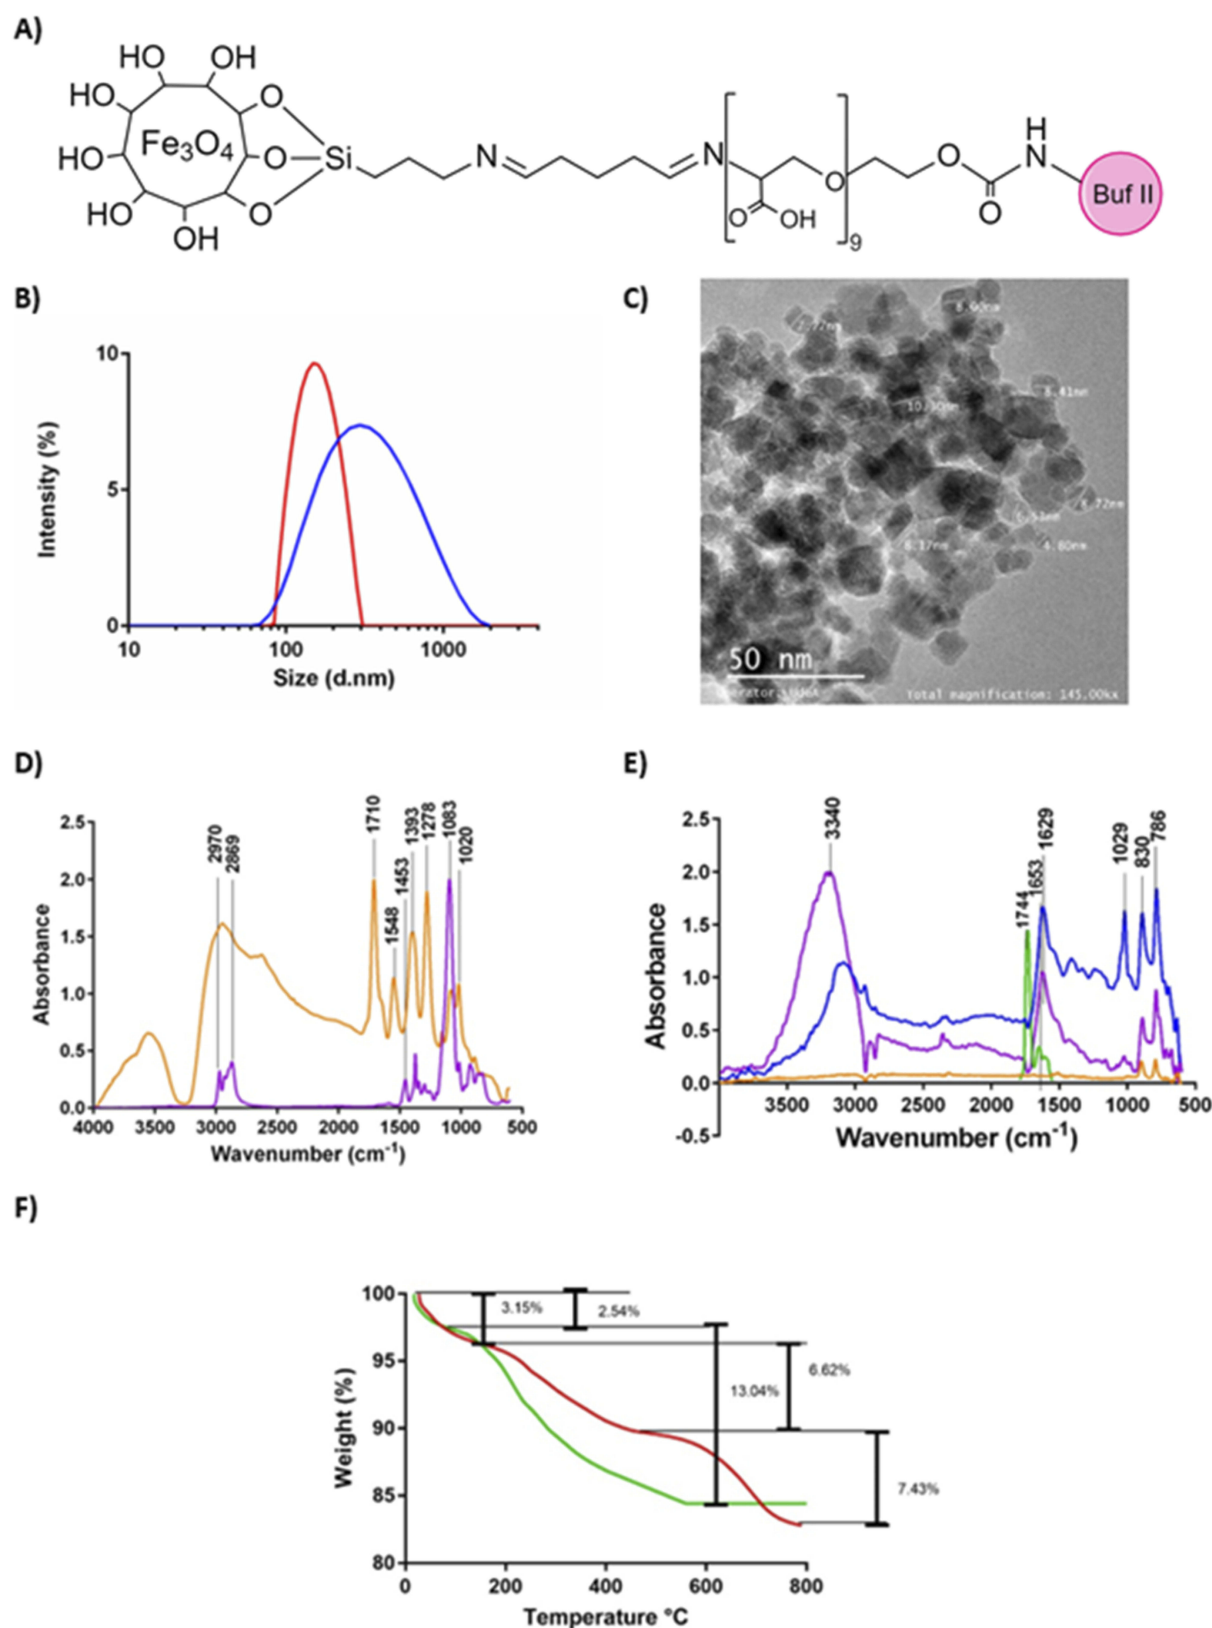 A)
HO OH
HO O
Fe3O4
HO O Si N N O O H N Buf II
HO O O OH 9 O
OH
B)
10
5
0
Intensity (%)
10 100 1000
Size (d.nm)
C)
8.41nm
4.80nm
50 nm
Total magnification: 145.00kx
D)
2970 2869 1710 1548 1453 1393 1278 1083 1020
2.5
2.0
1.5
1.0
0.5
0.0
Absorbance
4000 3500 3000 2500 2000 1500 1000 500
Wavenumber (cm-1)
E)
3340 1744 1653 1629 1029 830 786
2.5
2.0
1.5
1.0
0.5
0.0
-0.5
Absorbance
3500 3000 2500 2000 1500 1000 500
Wavenumber (cm-1)
F)
100
95
90
85
80
Weight (%)
3.15% 2.54%
6.62%
13.04%
7.43%
0 200 400 600 800
Temperature °C